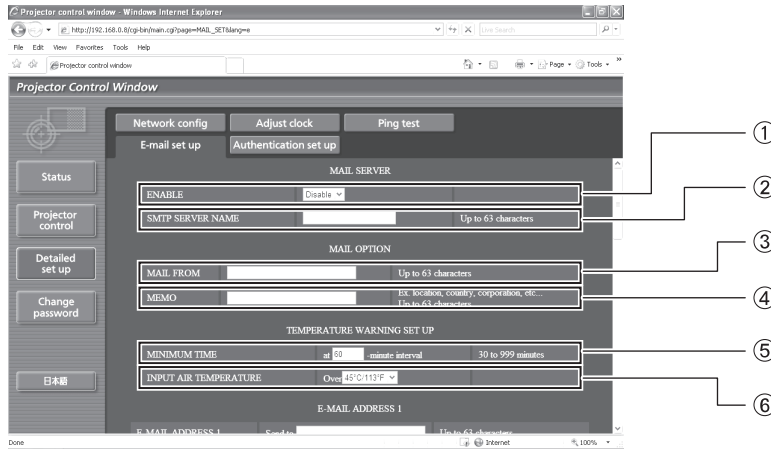 Projector control window - Windows Internet Explorer
http://192.168.0.8/cgi-bin/main.cgi?page=MAIL_SET&lang=e
Live Search
File Edit View Favorites Tools Help
Projector control window
Page Tools »
Projector Control Window
Network config Adjust clock Ping test
E-mail set up Authentication set up
Status
Projector control
Detailed set up
Change password
日本語
MAIL SERVER
ENABLE Disable
①
SMTP SERVER NAME Up to 63 characters
②
MAIL OPTION
MAIL FROM Up to 63 characters
③
MEMO Ex. location, country, corporation, etc...
Up to 63 characters
④
TEMPERATURE WARNING SET UP
MINIMUM TIME at 60 -minute interval 30 to 999 minutes
⑤
INPUT AIR TEMPERATURE Over 45°C/113°F
⑥
E-MAIL ADDRESS 1
E-MAIL ADDRESS 1 Send to Up to 63 characters
Done Internet 100%